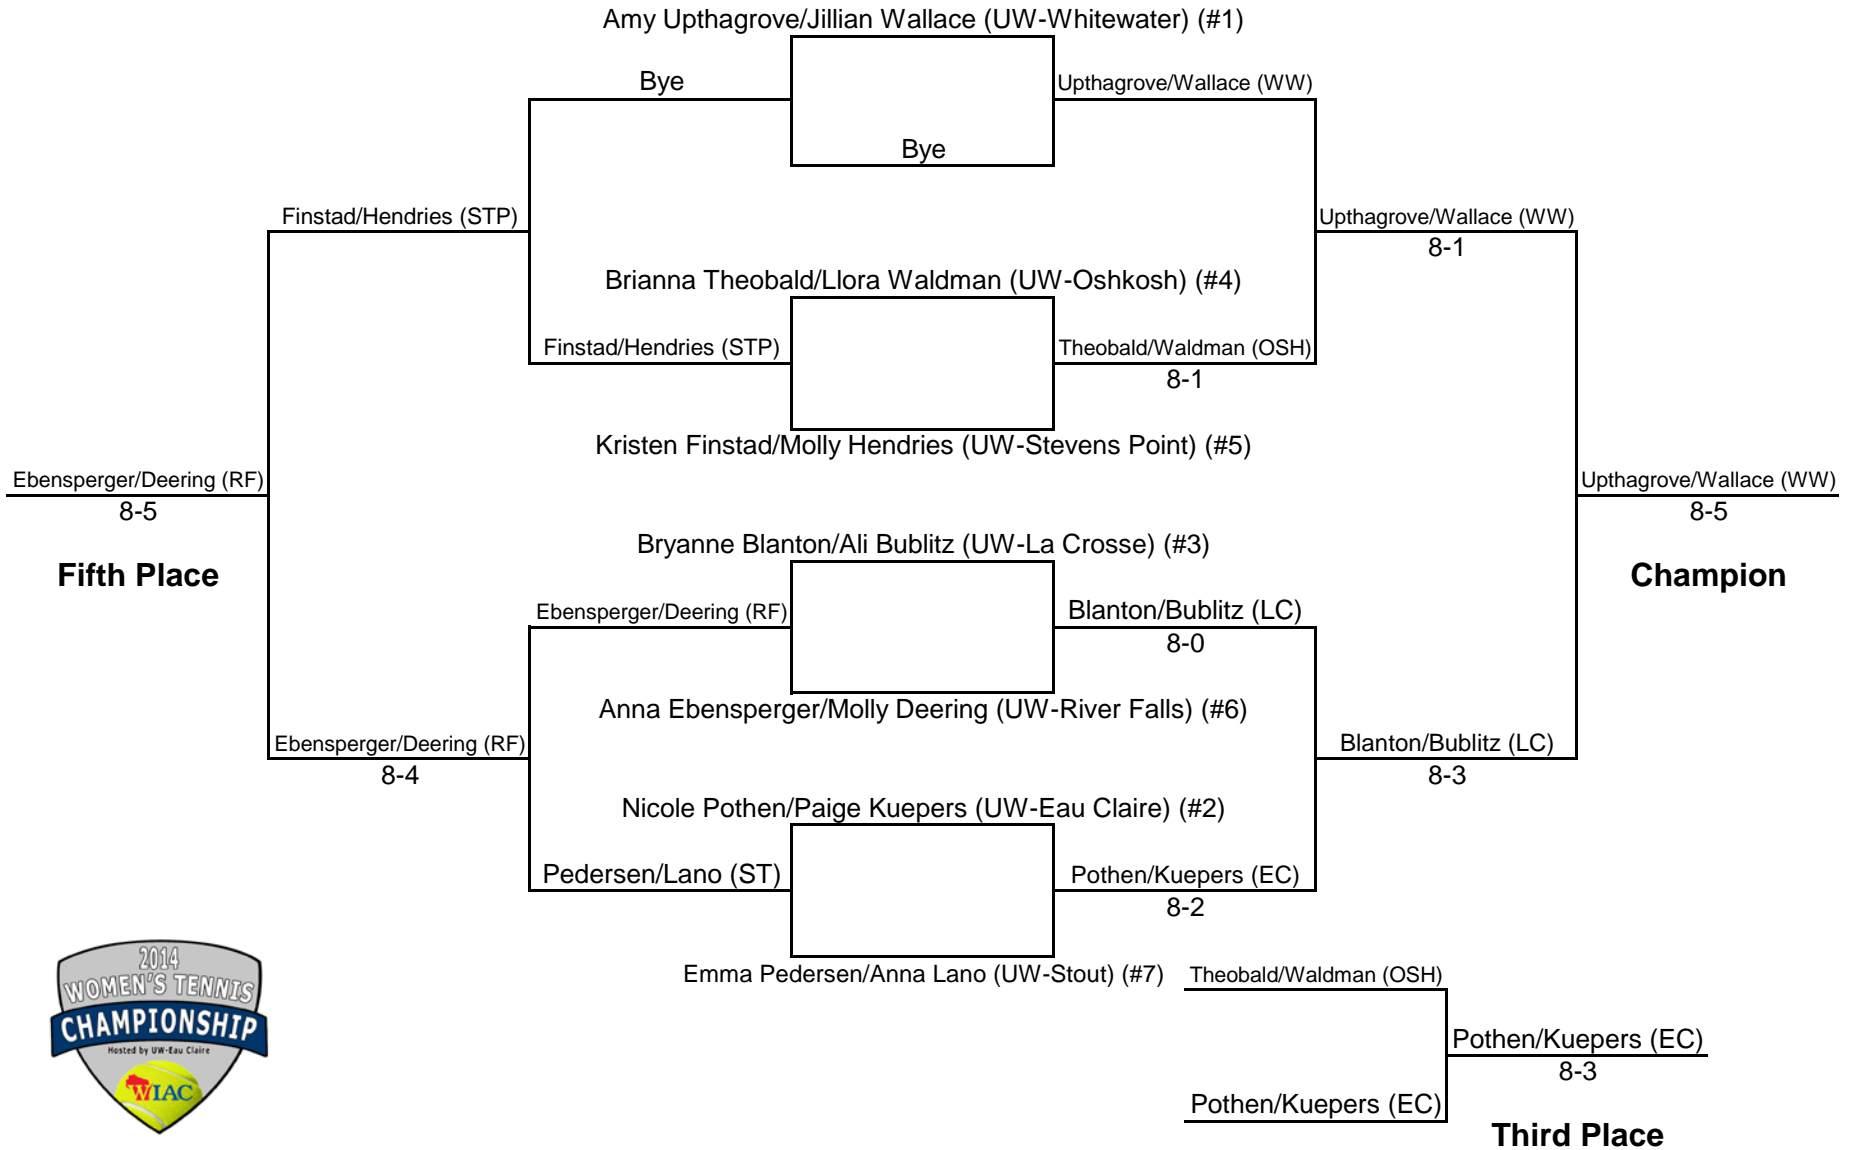 Amy Upthagrove/Jillian Wallace (UW-Whitewater) (#1)
Bye
Upthagrove/Wallace (WW)
Bye
Finstad/Hendries (STP)
Upthagrove/Wallace (WW)
8-1
Brianna Theobald/Llora Waldman (UW-Oshkosh) (#4)
Finstad/Hendries (STP)
Theobald/Waldman (OSH)
8-1
Kristen Finstad/Molly Hendries (UW-Stevens Point) (#5)
Ebensperger/Deering (RF)
8-5
Fifth Place
Upthagrove/Wallace (WW)
8-5
Champion
Bryanne Blanton/Ali Bublitz (UW-La Crosse) (#3)
Ebensperger/Deering (RF)
Blanton/Bublitz (LC)
8-0
Anna Ebensperger/Molly Deering (UW-River Falls) (#6)
Ebensperger/Deering (RF)
8-4
Blanton/Bublitz (LC)
8-3
Nicole Pothen/Paige Kuepers (UW-Eau Claire) (#2)
Pedersen/Lano (ST)
Pothen/Kuepers (EC)
8-2
Emma Pedersen/Anna Lano (UW-Stout) (#7)
Theobald/Waldman (OSH)
Pothen/Kuepers (EC)
8-3
Pothen/Kuepers (EC)
Third Place
2014
WOMEN'S TENNIS
CHAMPIONSHIP
Hosted by UW-Eau Claire
WIAC